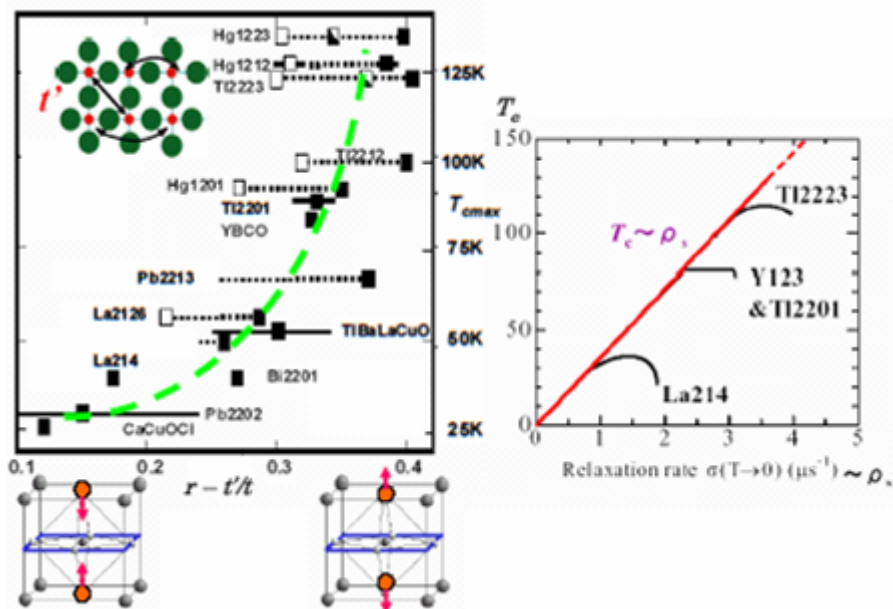 Hg1223
Hg1212
Tl2223
125K
t'
Tl2212
100K
Hg1201
Tl2201
Tcmax
YBCO
75K
Pb2213
La2126
TlBaLaCuO
50K
La214
Bi2201
Pb2202
CaCuOCl
25K
0.1 0.2 0.3 0.4
r – t'/t
Tc
150
Tl2223
Tc ~ ρs
100
Y123
& Tl2201
50
La214
0
0 1 2 3 4 5
Relaxation rate σ(T→0) (μs⁻¹) ~ ρs